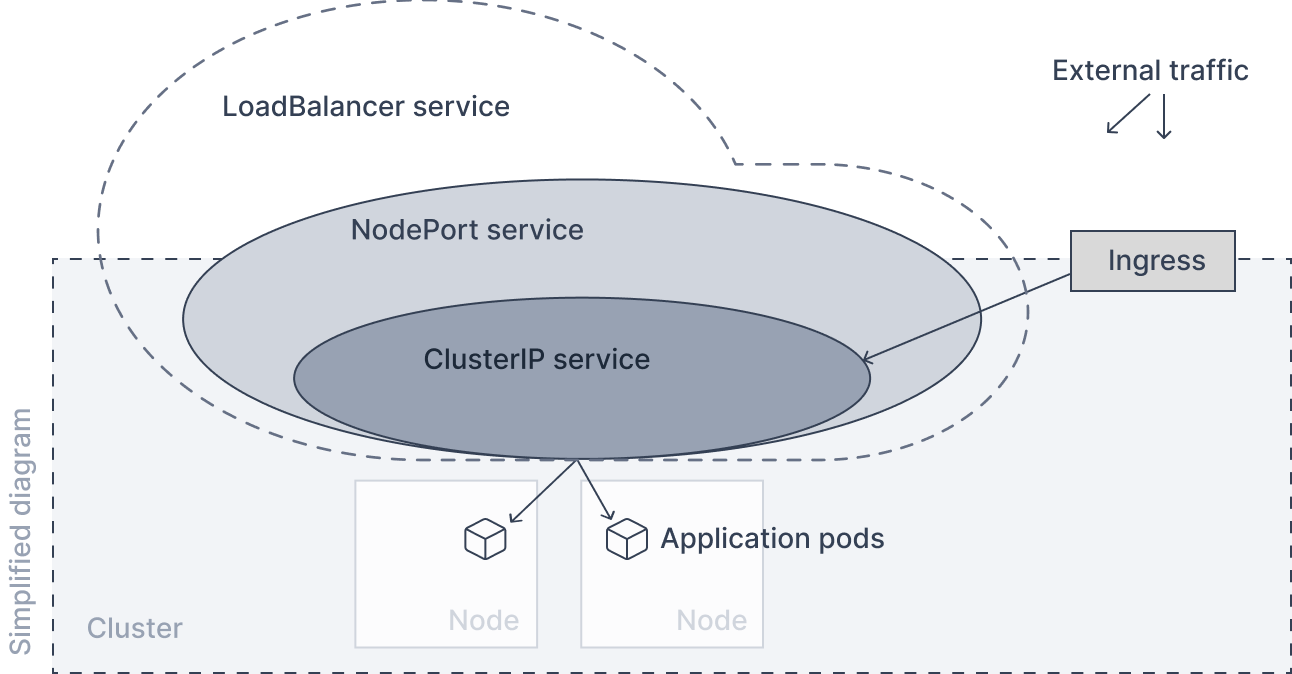 External traffic
LoadBalancer service
NodePort service
Ingress
ClusterIP service
Application pods
Node
Node
Cluster
Simplified diagram